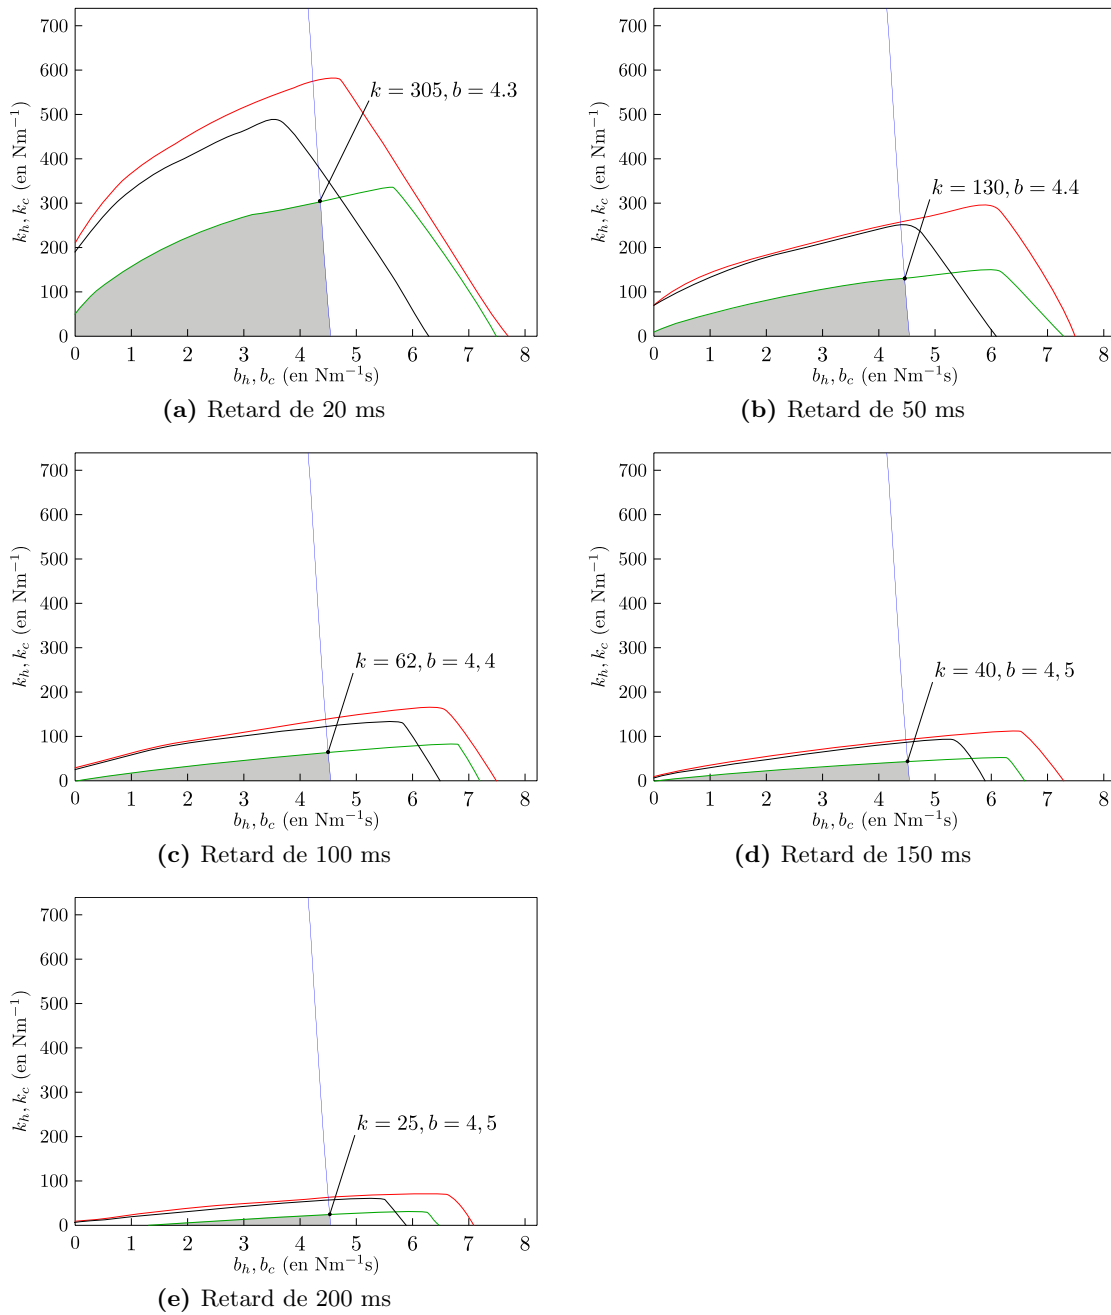 700
600
500
400
300
200
100
0
k_h, k_c (en Nm⁻¹)
k = 305, b = 4.3
0 1 2 3 4 5 6 7 8
b_h, b_c (en Nm⁻¹s)
(a) Retard de 20 ms
700
600
500
400
300
200
100
0
k_h, k_c (en Nm⁻¹)
k = 130, b = 4.4
0 1 2 3 4 5 6 7 8
b_h, b_c (en Nm⁻¹s)
(b) Retard de 50 ms
700
600
500
400
300
200
100
0
k_h, k_c (en Nm⁻¹)
k = 62, b = 4, 4
0 1 2 3 4 5 6 7 8
b_h, b_c (en Nm⁻¹s)
(c) Retard de 100 ms
700
600
500
400
300
200
100
0
k_h, k_c (en Nm⁻¹)
k = 40, b = 4, 5
0 1 2 3 4 5 6 7 8
b_h, b_c (en Nm⁻¹s)
(d) Retard de 150 ms
700
600
500
400
300
200
100
0
k_h, k_c (en Nm⁻¹)
k = 25, b = 4, 5
0 1 2 3 4 5 6 7 8
b_h, b_c (en Nm⁻¹s)
(e) Retard de 200 ms